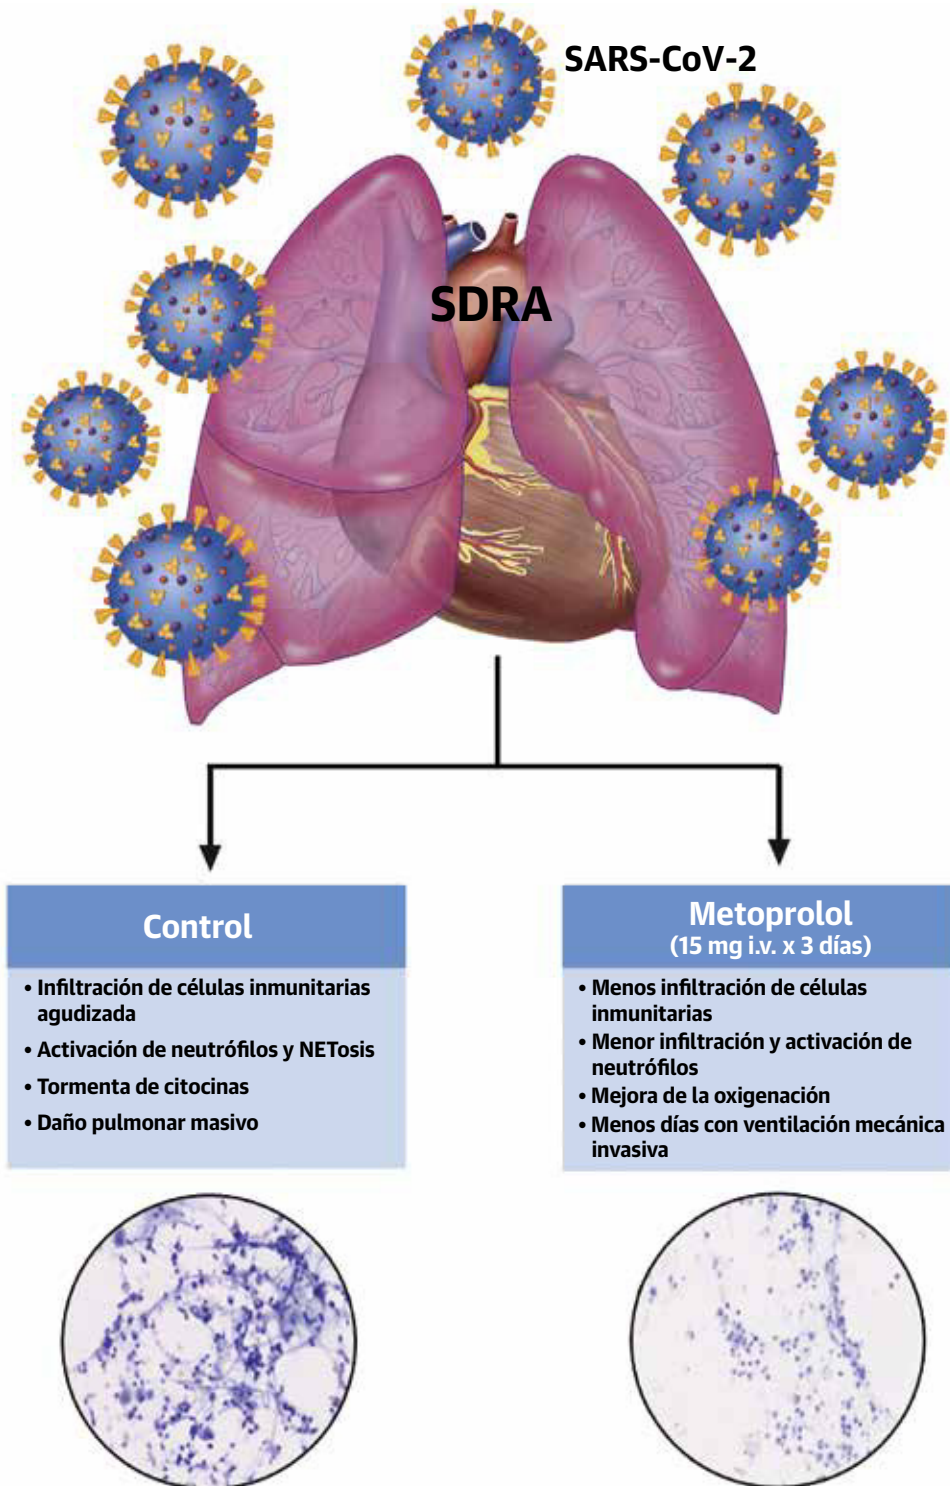 SARS-CoV-2
SDRA
Control
• Infiltración de células inmunitarias
agudizada
• Activación de neutrófilos y NETosis
• Tormenta de citocinas
• Daño pulmonar masivo
Metoprolol
(15 mg i.v. x 3 días)
• Menos infiltración de células
inmunitarias
• Menor infiltración y activación de
neutrófilos
• Mejora de la oxigenación
• Menos días con ventilación mecánica
invasiva